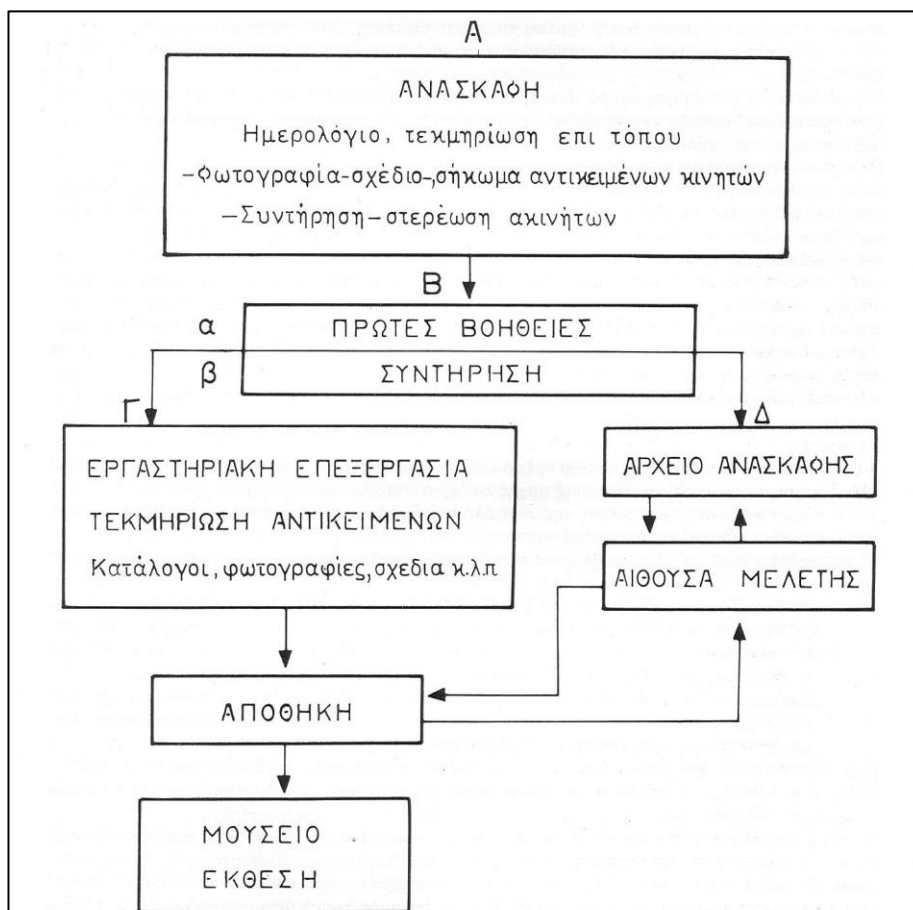 Α
ΑΝΑΣΚΑΦΗ
Ημερολόγιο, τεκμηρίωση επι τόπου
-Φωτογραφία-σχέδιο-,σήκωμα αντικειμένων κινητών
-Συντήρηση-στερέωση ακινήτων
Β
α
ΠΡΩΤΕΣ ΒΟΗΘΕΙΕΣ
β
ΣΥΝΤΗΡΗΣΗ
Γ
Δ
ΕΡΓΑΣΤΗΡΙΑΚΗ ΕΠΕΞΕΡΓΑΣΙΑ
ΤΕΚΜΗΡΙΩΣΗ ΑΝΤΙΚΕΙΜΕΝΩΝ
Κατάλογοι, φωτογραφίες, σχεδια κ.λ.π
ΑΡΧΕΙΟ ΑΝΑΣΚΑΦΗΣ
ΑΙΘΟΥΣΑ ΜΕΛΕΤΗΣ
ΑΠΟΘΗΚΗ
ΜΟΥΣΕΙΟ
ΕΚΘΕΣΗ